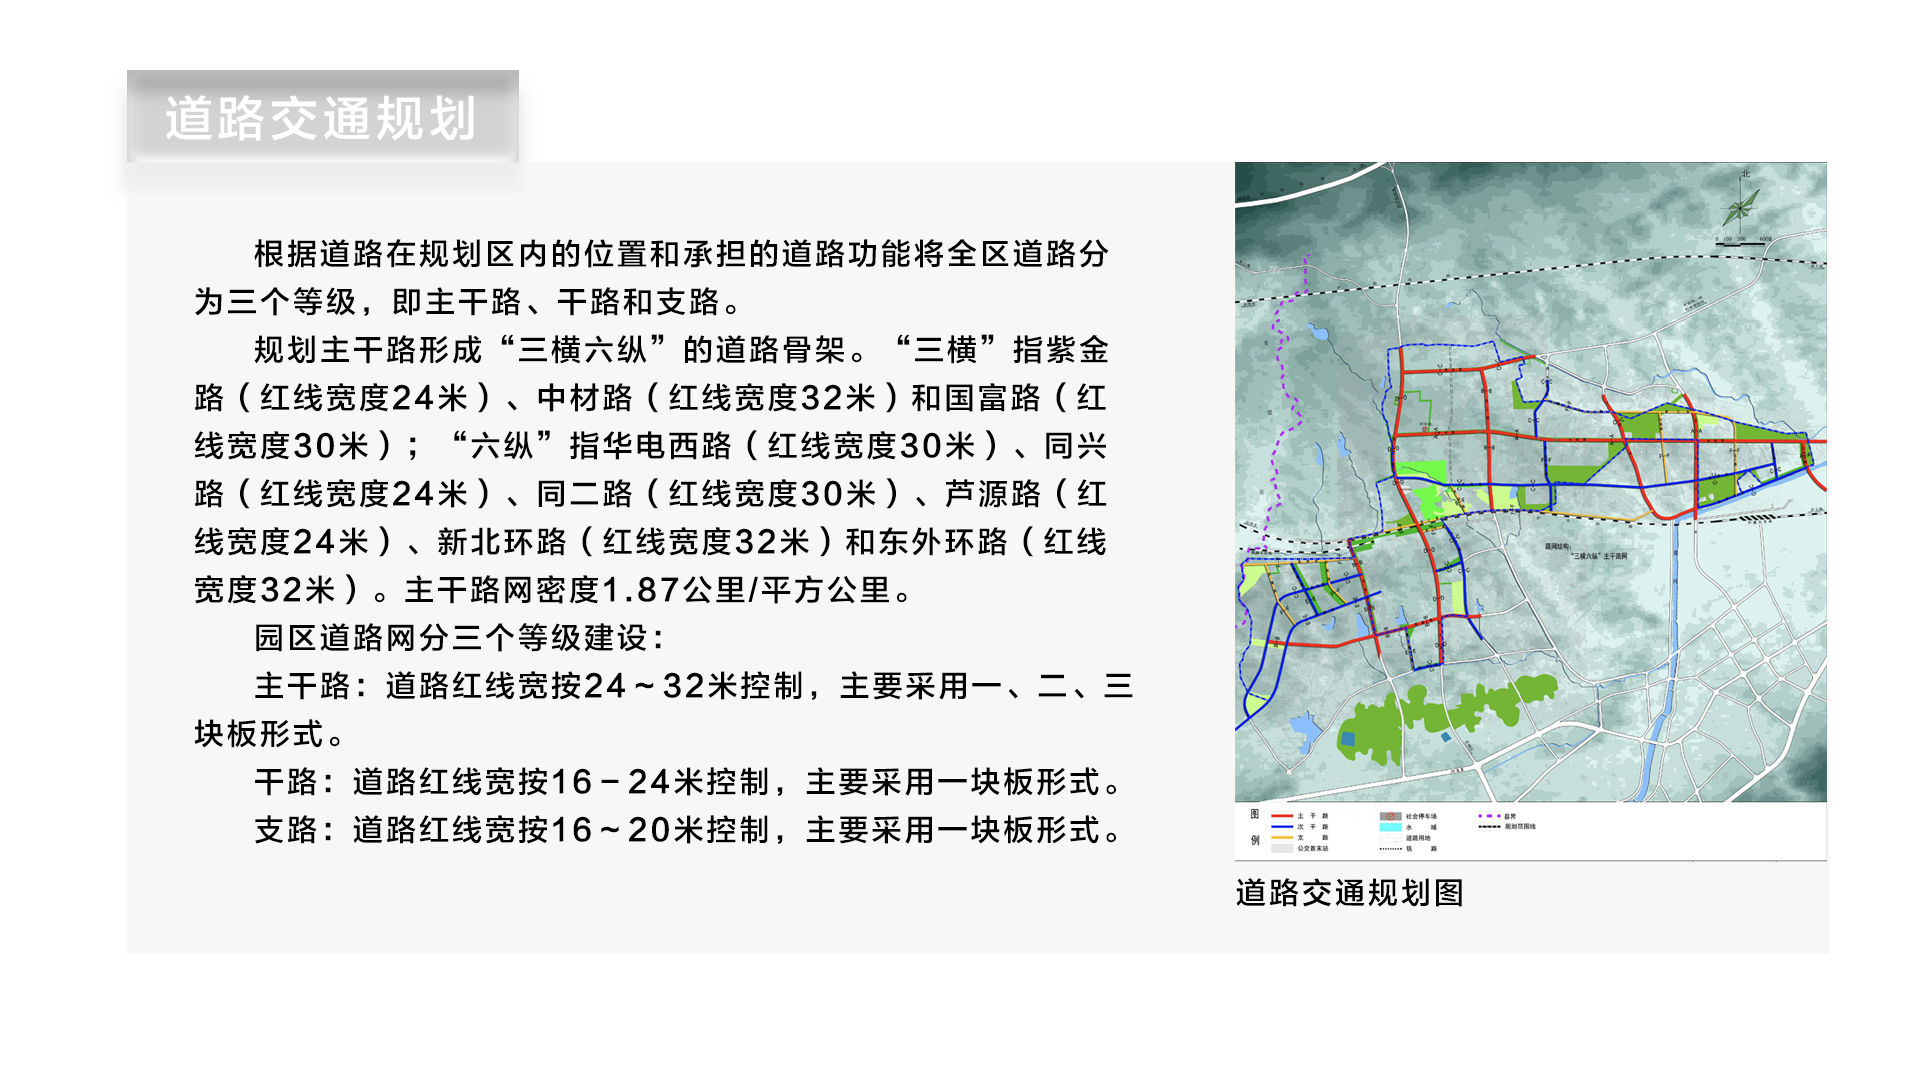 道路交通规划
根据道路在规划区内的位置和承担的道路功能将全区道路分
为三个等级，即主干路、干路和支路。
规划主干路形成“三横六纵”的道路骨架。“三横”指紫金
路（红线宽度24米）、中材路（红线宽度32米）和国富路（红
线宽度30米）；“六纵”指华电西路（红线宽度30米）、同兴
路（红线宽度24米）、同二路（红线宽度30米）、芦源路（红
线宽度24米）、新北环路（红线宽度32米）和东外环路（红线
宽度32米）。主干路网密度1.87公里/平方公里。
园区道路网分三个等级建设：
主干路：道路红线宽按24～32米控制，主要采用一、二、三
块板形式。
干路：道路红线宽按16－24米控制，主要采用一块板形式。
支路：道路红线宽按16～20米控制，主要采用一块板形式。
北
路网结构：
“三横六纵”主干路网
图例
主干路
次干路
支路
公交首末站
社会停车场
水域
道路用地
铁路
县界
规划范围线
道路交通规划图